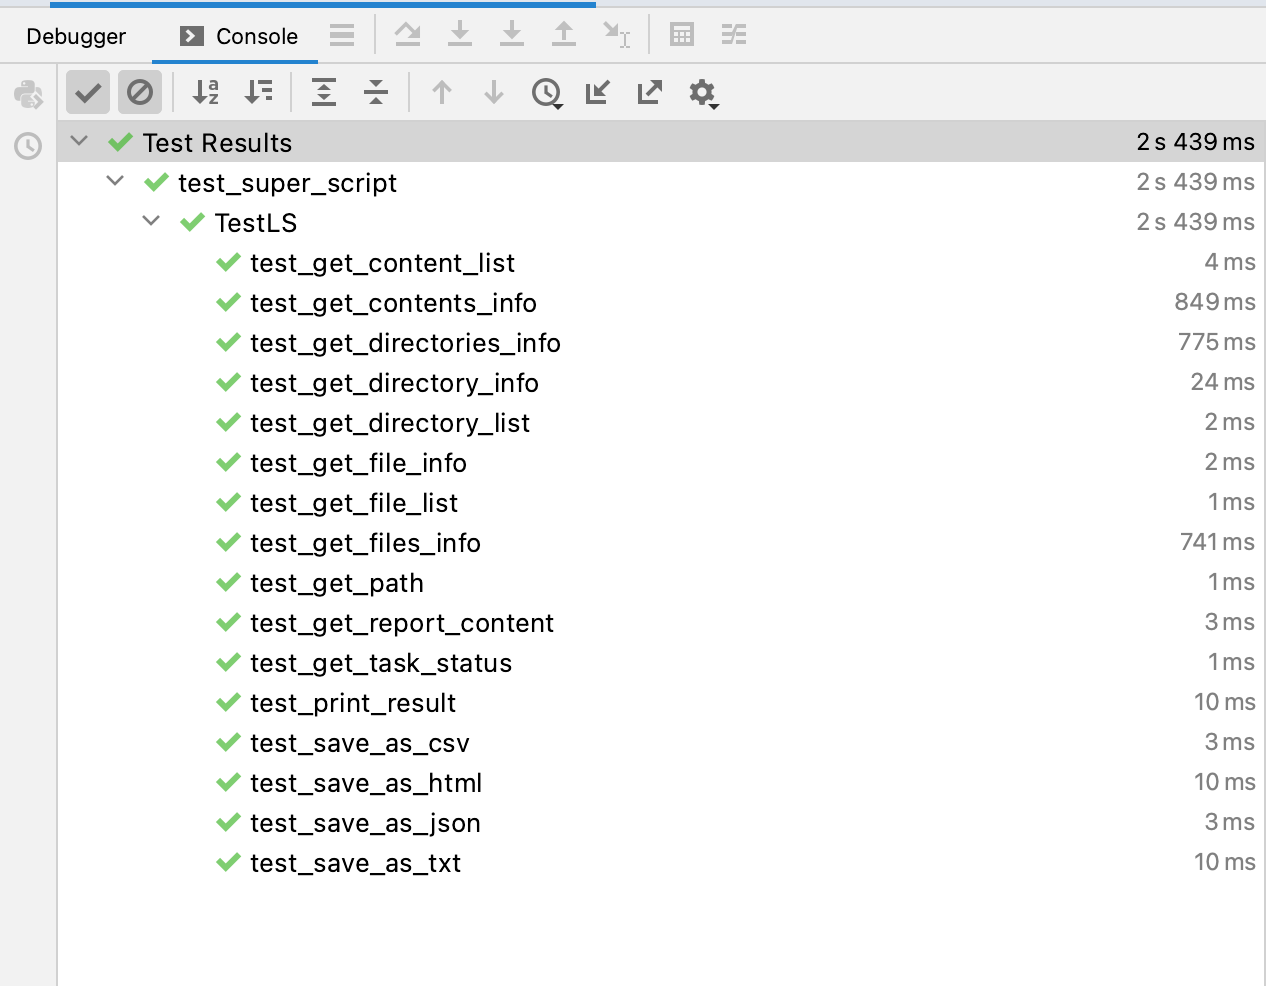 Debugger Console
Test Results 2 s 439 ms
test_super_script 2 s 439 ms
TestLS 2 s 439 ms
test_get_content_list 4 ms
test_get_contents_info 849 ms
test_get_directories_info 775 ms
test_get_directory_info 24 ms
test_get_directory_list 2 ms
test_get_file_info 2 ms
test_get_file_list 1 ms
test_get_files_info 741 ms
test_get_path 1 ms
test_get_report_content 3 ms
test_get_task_status 1 ms
test_print_result 10 ms
test_save_as_csv 3 ms
test_save_as_html 10 ms
test_save_as_json 3 ms
test_save_as_txt 10 ms